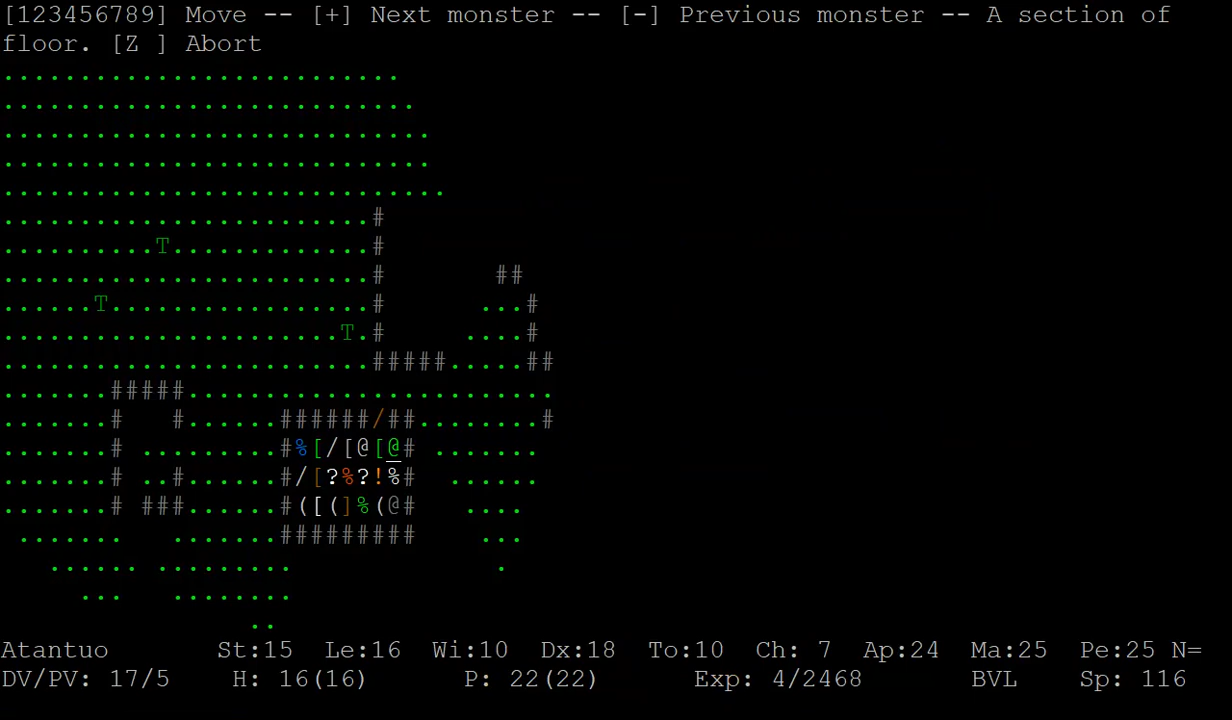 [123456789] Move -- [+] Next monster -- [-] Previous monster -- A section of
floor. [Z ] Abort
..........................
...........................
............................
............................
.............................
........................#
..........T.............#
........................#       ##
......T.................#      ...#
......................T.#     ....#
........................#####.....##
.......#####........................
.......#   #......######/##........#
.......# .........#%[/[@[@# .......
.......# ..#......#/[?%?!%#  ......
.......# ###......#([(]%(@#   ....
 .......   .......#########    ...
   ...... .........             .
     ...   ........
                ..
Atantuo       St:15  Le:16  Wi:10  Dx:18  To:10  Ch: 7  Ap:24  Ma:25  Pe:25 N=
DV/PV: 17/5    H: 16(16)     P: 22(22)      Exp: 4/2468       BVL    Sp: 116